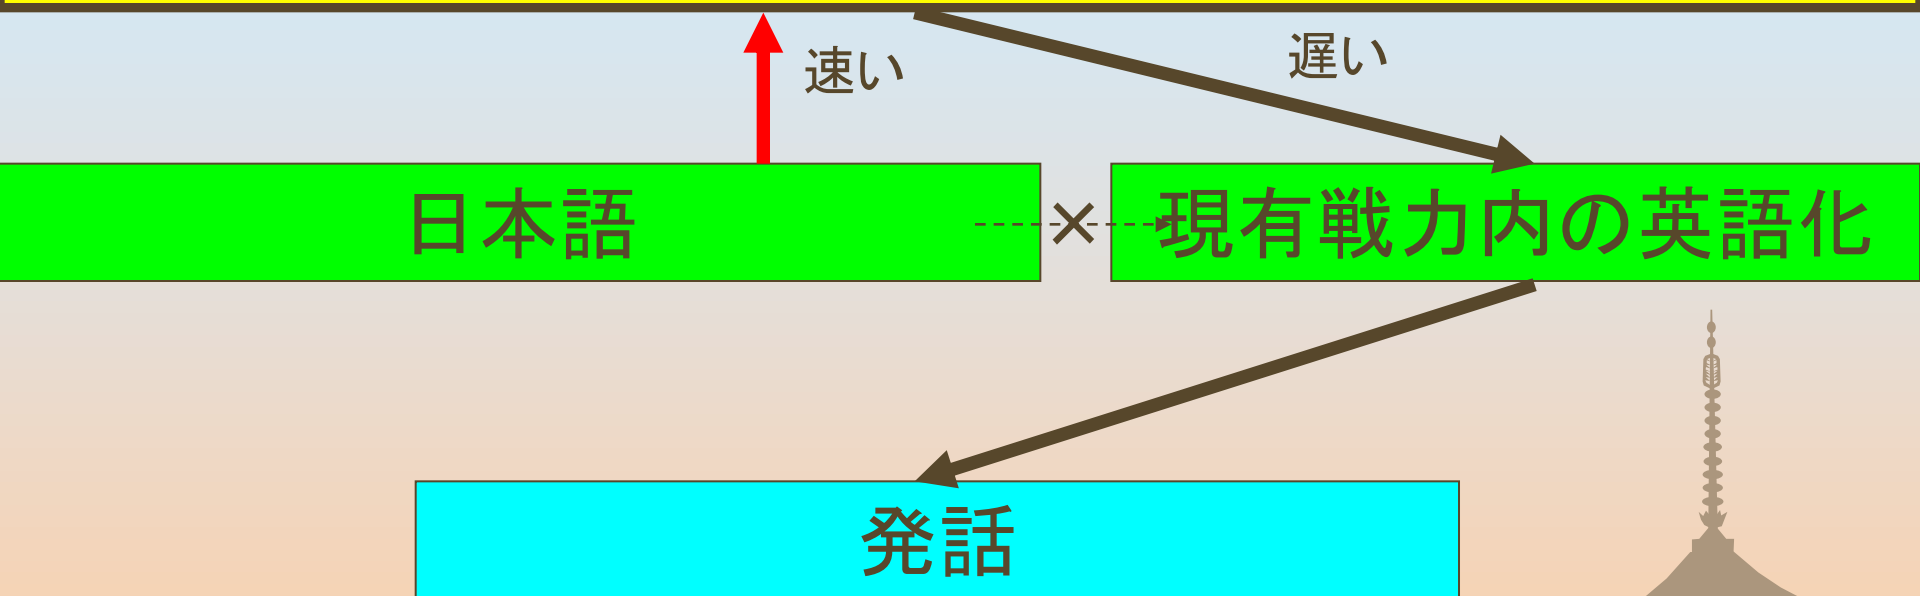 速い
遅い
日本語
×
現有戦力内の英語化
発話